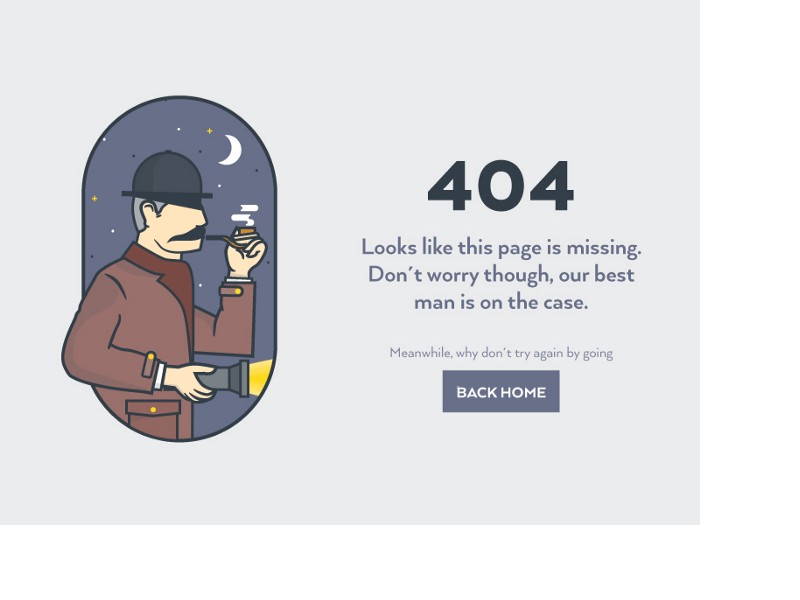 404
Looks like this page is missing.
Don't worry though, our best
man is on the case.
Meanwhile, why don't try again by going
BACK HOME